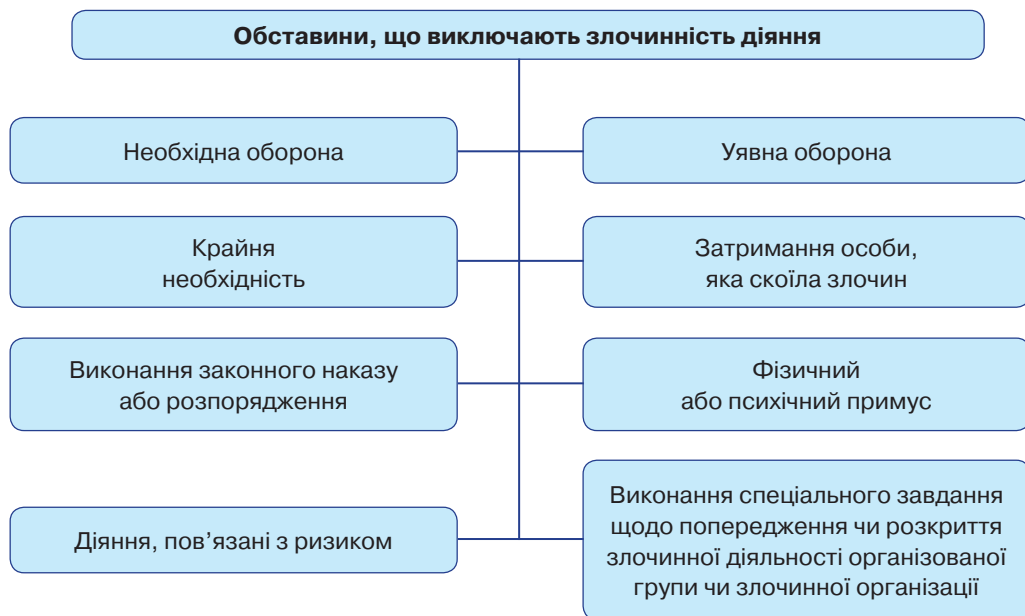 Обставини, що виключають злочинність діяння
Необхідна оборона
Уявна оборона
Крайня
необхідність
Затримання особи,
яка скоїла злочин
Виконання законного наказу
або розпорядження
Фізичний
або психічний примус
Діяння, пов’язані з ризиком
Виконання спеціального завдання
щодо попередження чи розкриття
злочинної діяльності організованої
групи чи злочинної організації